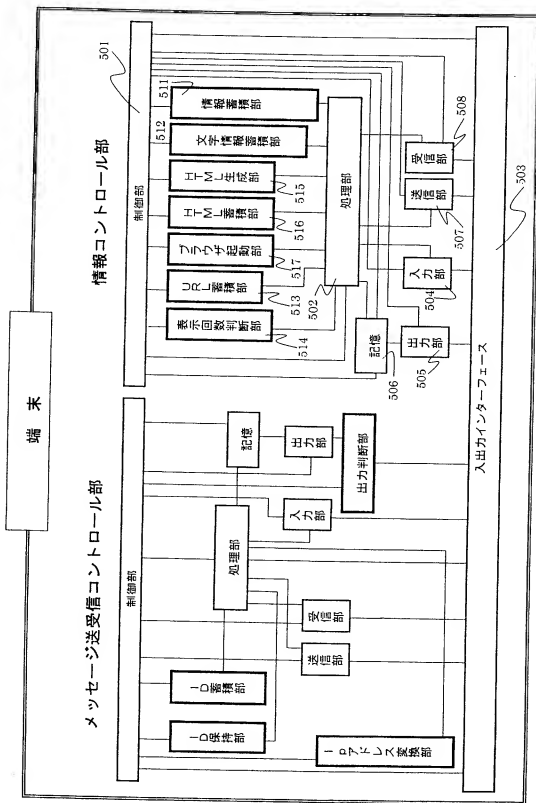 端末
メッセージ送受信コントロール部
情報コントロール部
制御部
制御部
501
ID保持部
ID蓄積部
処理部
記憶
出力部
出力判断部
入力部
受信部
送信部
Ipアドレス変換部
表示回数判断部
514
URL蓄積部
513
ブラウザ起動部
517
HTML蓄積部
516
HTML生成部
515
文字情報蓄積部
512
情報蓄積部
511
処理部
502
記憶
506
出力部
505
入力部
504
送信部
507
受信部
508
入出力インターフェース
503